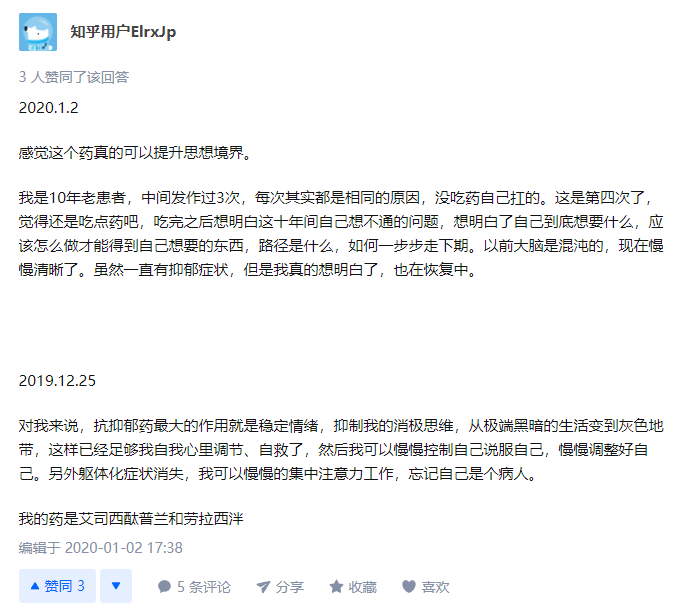 知乎用户ElrxJp
3 人赞同了该回答
2020.1.2
感觉这个药真的可以提升思想境界。
我是10年老患者，中间发作过3次，每次其实都是相同的原因，没吃药自己扛的。这是第四次了，
觉得还是吃点药吧，吃完之后想明白这十年间自己想不通的问题，想明白了自己到底想要什么，应
该怎么做才能得到自己想要的东西，路径是什么，如何一步步走下期。以前大脑是混沌的，现在慢
慢清晰了。虽然一直有抑郁症状，但是我真的想明白了，也在恢复中。
2019.12.25
对我来说，抗抑郁药最大的作用就是稳定情绪，抑制我的消极思维，从极端黑暗的生活变到灰色地
带，这样已经足够我自我心里调节、自救了，然后我可以慢慢控制自己说服自己，慢慢调整好自
己。另外躯体化症状消失，我可以慢慢的集中注意力工作，忘记自己是个病人。
我的药是艾司西酞普兰和劳拉西泮
编辑于 2020-01-02 17:38
赞同 3 5 条评论 分享 收藏 喜欢